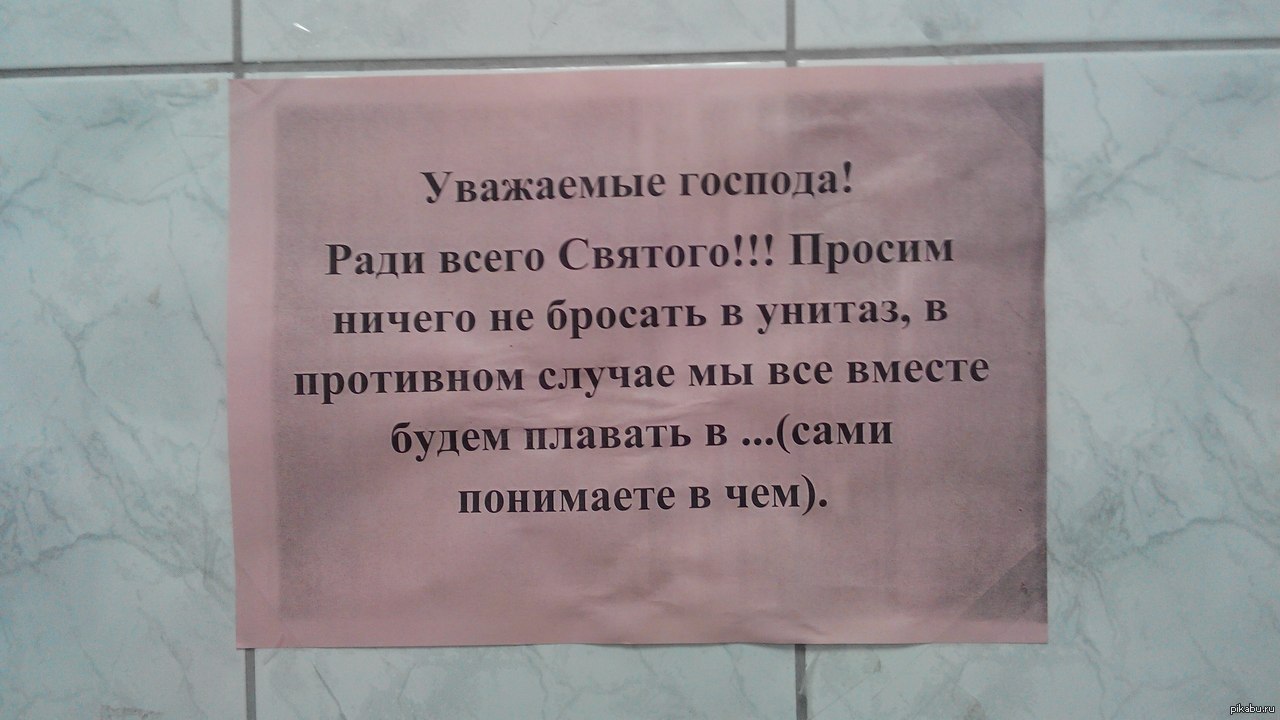 Уважаемые господа!
Ради всего Святого!!! Просим
ничего не бросать в унитаз, в
противном случае мы все вместе
будем плавать в ...(сами
понимаете в чем).
pikabu.ru